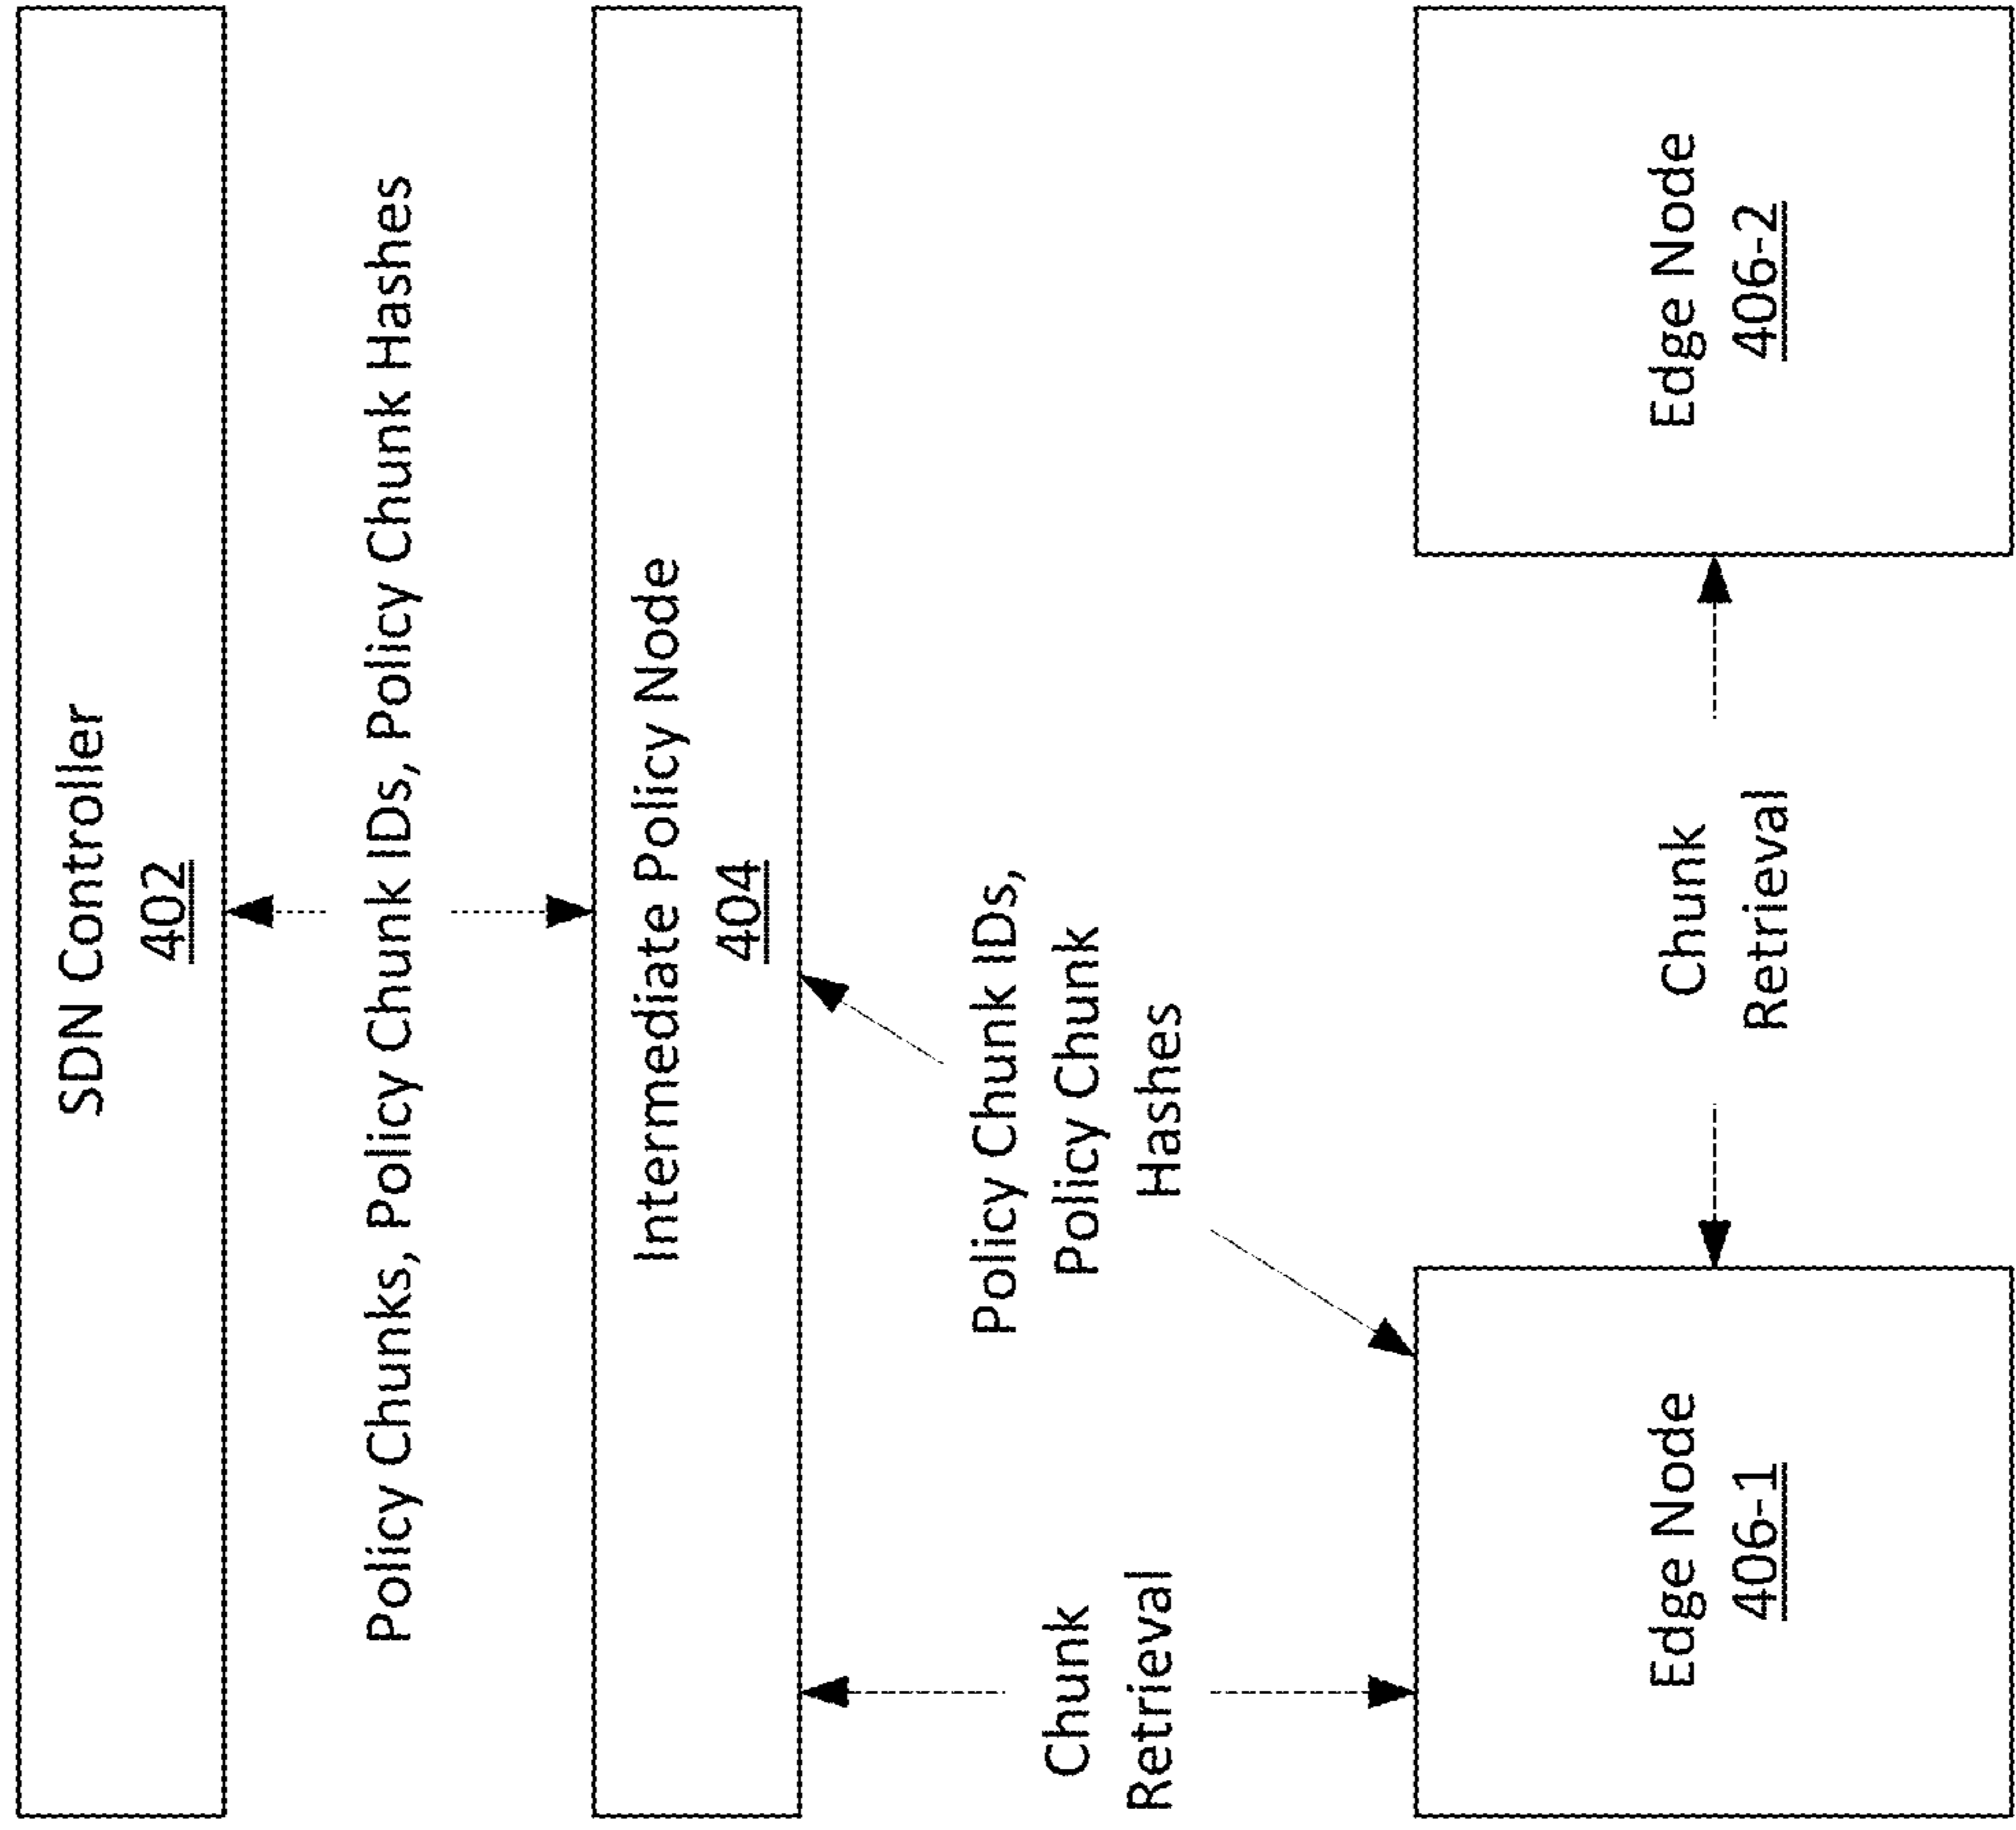 SDN Controller
402
Policy Chunks, Policy Chunk IDs, Policy Chunk Hashes
Intermediate Policy Node
404
Chunk
Retrieval
Policy Chunk IDs,
Policy Chunk
Hashes
Edge Node
406-1
Chunk
Retrieval
Edge Node
406-2